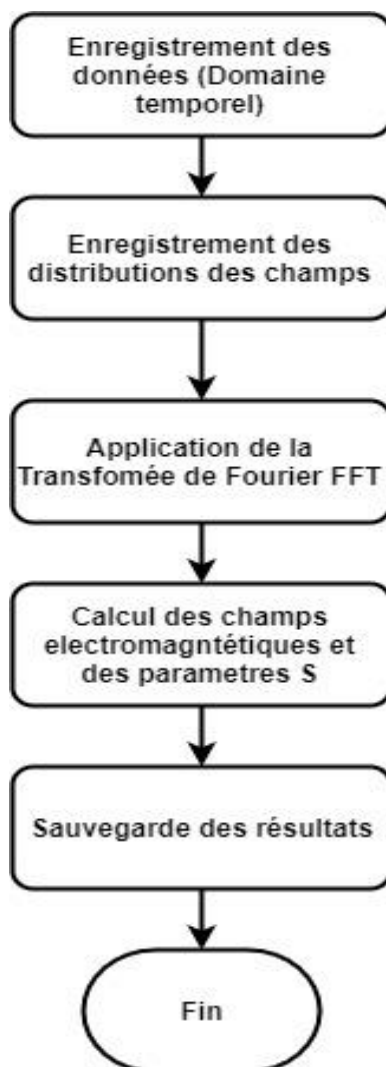 Enregistrement des
données (Domaine
temporel)
Enregistrement des
distributions des champs
Application de la
Transfomée de Fourier FFT
Calcul des champs
electromagntétiques et
des parametres S
Sauvegarde des résultats
Fin